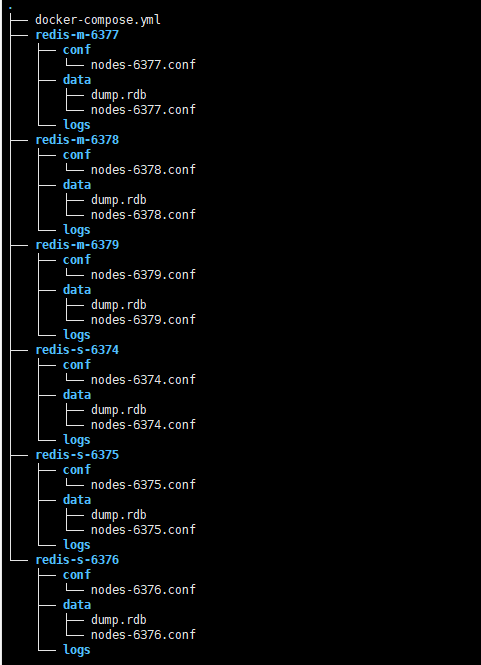 .
├── docker-compose.yml
├── redis-m-6377
│   ├── conf
│   │   └── nodes-6377.conf
│   ├── data
│   │   ├── dump.rdb
│   │   └── nodes-6377.conf
│   └── logs
├── redis-m-6378
│   ├── conf
│   │   └── nodes-6378.conf
│   ├── data
│   │   ├── dump.rdb
│   │   └── nodes-6378.conf
│   └── logs
├── redis-m-6379
│   ├── conf
│   │   └── nodes-6379.conf
│   ├── data
│   │   ├── dump.rdb
│   │   └── nodes-6379.conf
│   └── logs
├── redis-s-6374
│   ├── conf
│   │   └── nodes-6374.conf
│   ├── data
│   │   ├── dump.rdb
│   │   └── nodes-6374.conf
│   └── logs
├── redis-s-6375
│   ├── conf
│   │   └── nodes-6375.conf
│   ├── data
│   │   ├── dump.rdb
│   │   └── nodes-6375.conf
│   └── logs
└── redis-s-6376
    ├── conf
    │   └── nodes-6376.conf
    ├── data
    │   ├── dump.rdb
    │   └── nodes-6376.conf
    └── logs